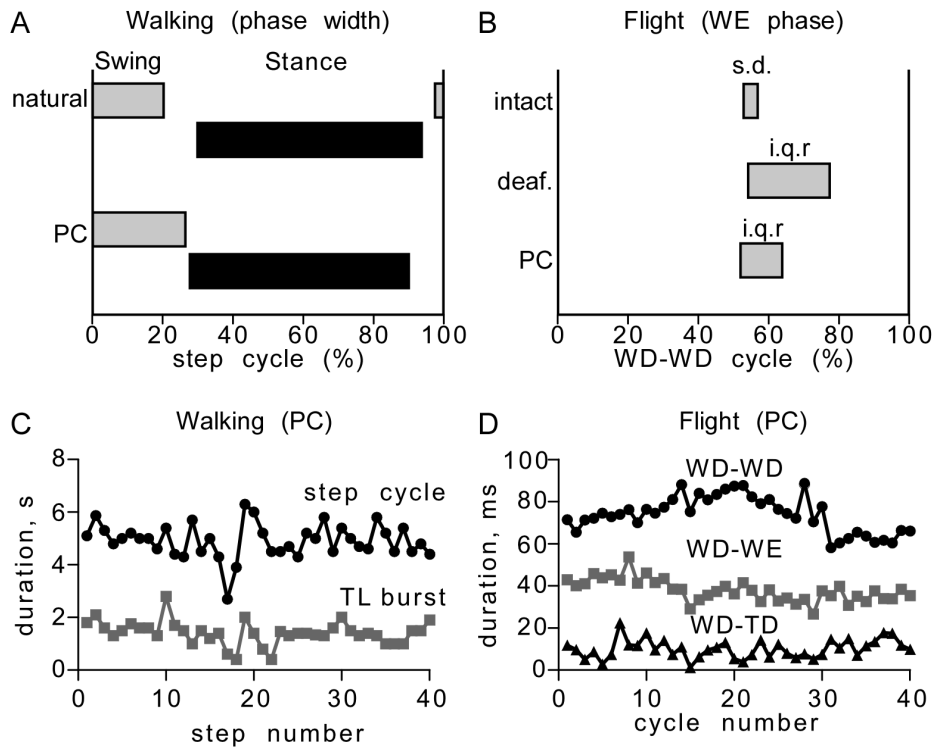 A Walking (phase width)
Swing Stance
natural
PC
0 20 40 60 80 100
step cycle (%)
B Flight (WE phase)
s.d.
intact
i.q.r
deaf.
i.q.r
PC
0 20 40 60 80 100
WD-WD cycle (%)
C Walking (PC)
8
6
4
2
0
duration, s
step cycle
TL burst
0 10 20 30 40
step number
D Flight (PC)
100
80
60
40
20
0
duration, ms
WD-WD
WD-WE
WD-TD
0 10 20 30 40
cycle number